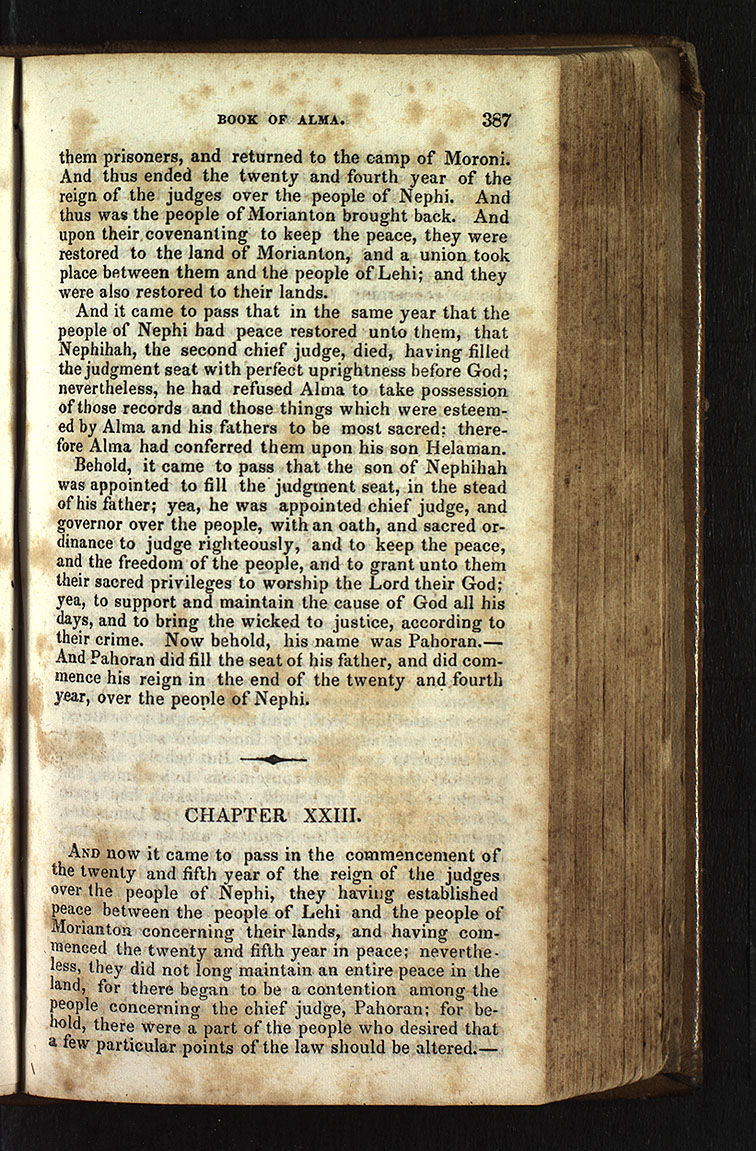 BOOK OF ALMA. 387
them prisoners, and returned to the camp of Moroni.
And thus ended the twenty and fourth year of the
reign of the judges over the people of Nephi. And
thus was the people of Morianton brought back. And
upon their covenanting to keep the peace, they were
restored to the land of Morianton, and a union took
place between them and the people of Lehi; and they
were also restored to their lands.
And it came to pass that in the same year that the
people of Nephi had peace restored unto them, that
Nephihah, the second chief judge, died, having filled
the judgment seat with perfect uprightness before God;
nevertheless, he had refused Alma to take possession
of those records and those things which were esteem-
ed by Alma and his fathers to be most sacred; there-
fore Alma had conferred them upon his son Helaman.
Behold, it came to pass that the son of Nephihah
was appointed to fill the judgment seat, in the stead
of his father; yea, he was appointed chief judge, and
governor over the people, with an oath, and sacred or-
dinance to judge righteously, and to keep the peace,
and the freedom of the people, and to grant unto them
their sacred privileges to worship the Lord their God;
yea, to support and maintain the cause of God all his
days, and to bring the wicked to justice, according to
their crime. Now behold, his name was Pahoran.—
And Pahoran did fill the seat of his father, and did com-
mence his reign in the end of the twenty and fourth
year, over the people of Nephi.
CHAPTER XXIII.
AND now it came to pass in the commencement of
the twenty and fifth year of the reign of the judges
over the people of Nephi, they having established
peace between the people of Lehi and the people of
Morianton concerning their lands, and having com-
menced the twenty and fifth year in peace; neverthe-
less, they did not long maintain an entire peace in the
land, for there began to be a contention among the
people concerning the chief judge, Pahoran; for be-
hold, there were a part of the people who desired that
a few particular points of the law should be altered.—